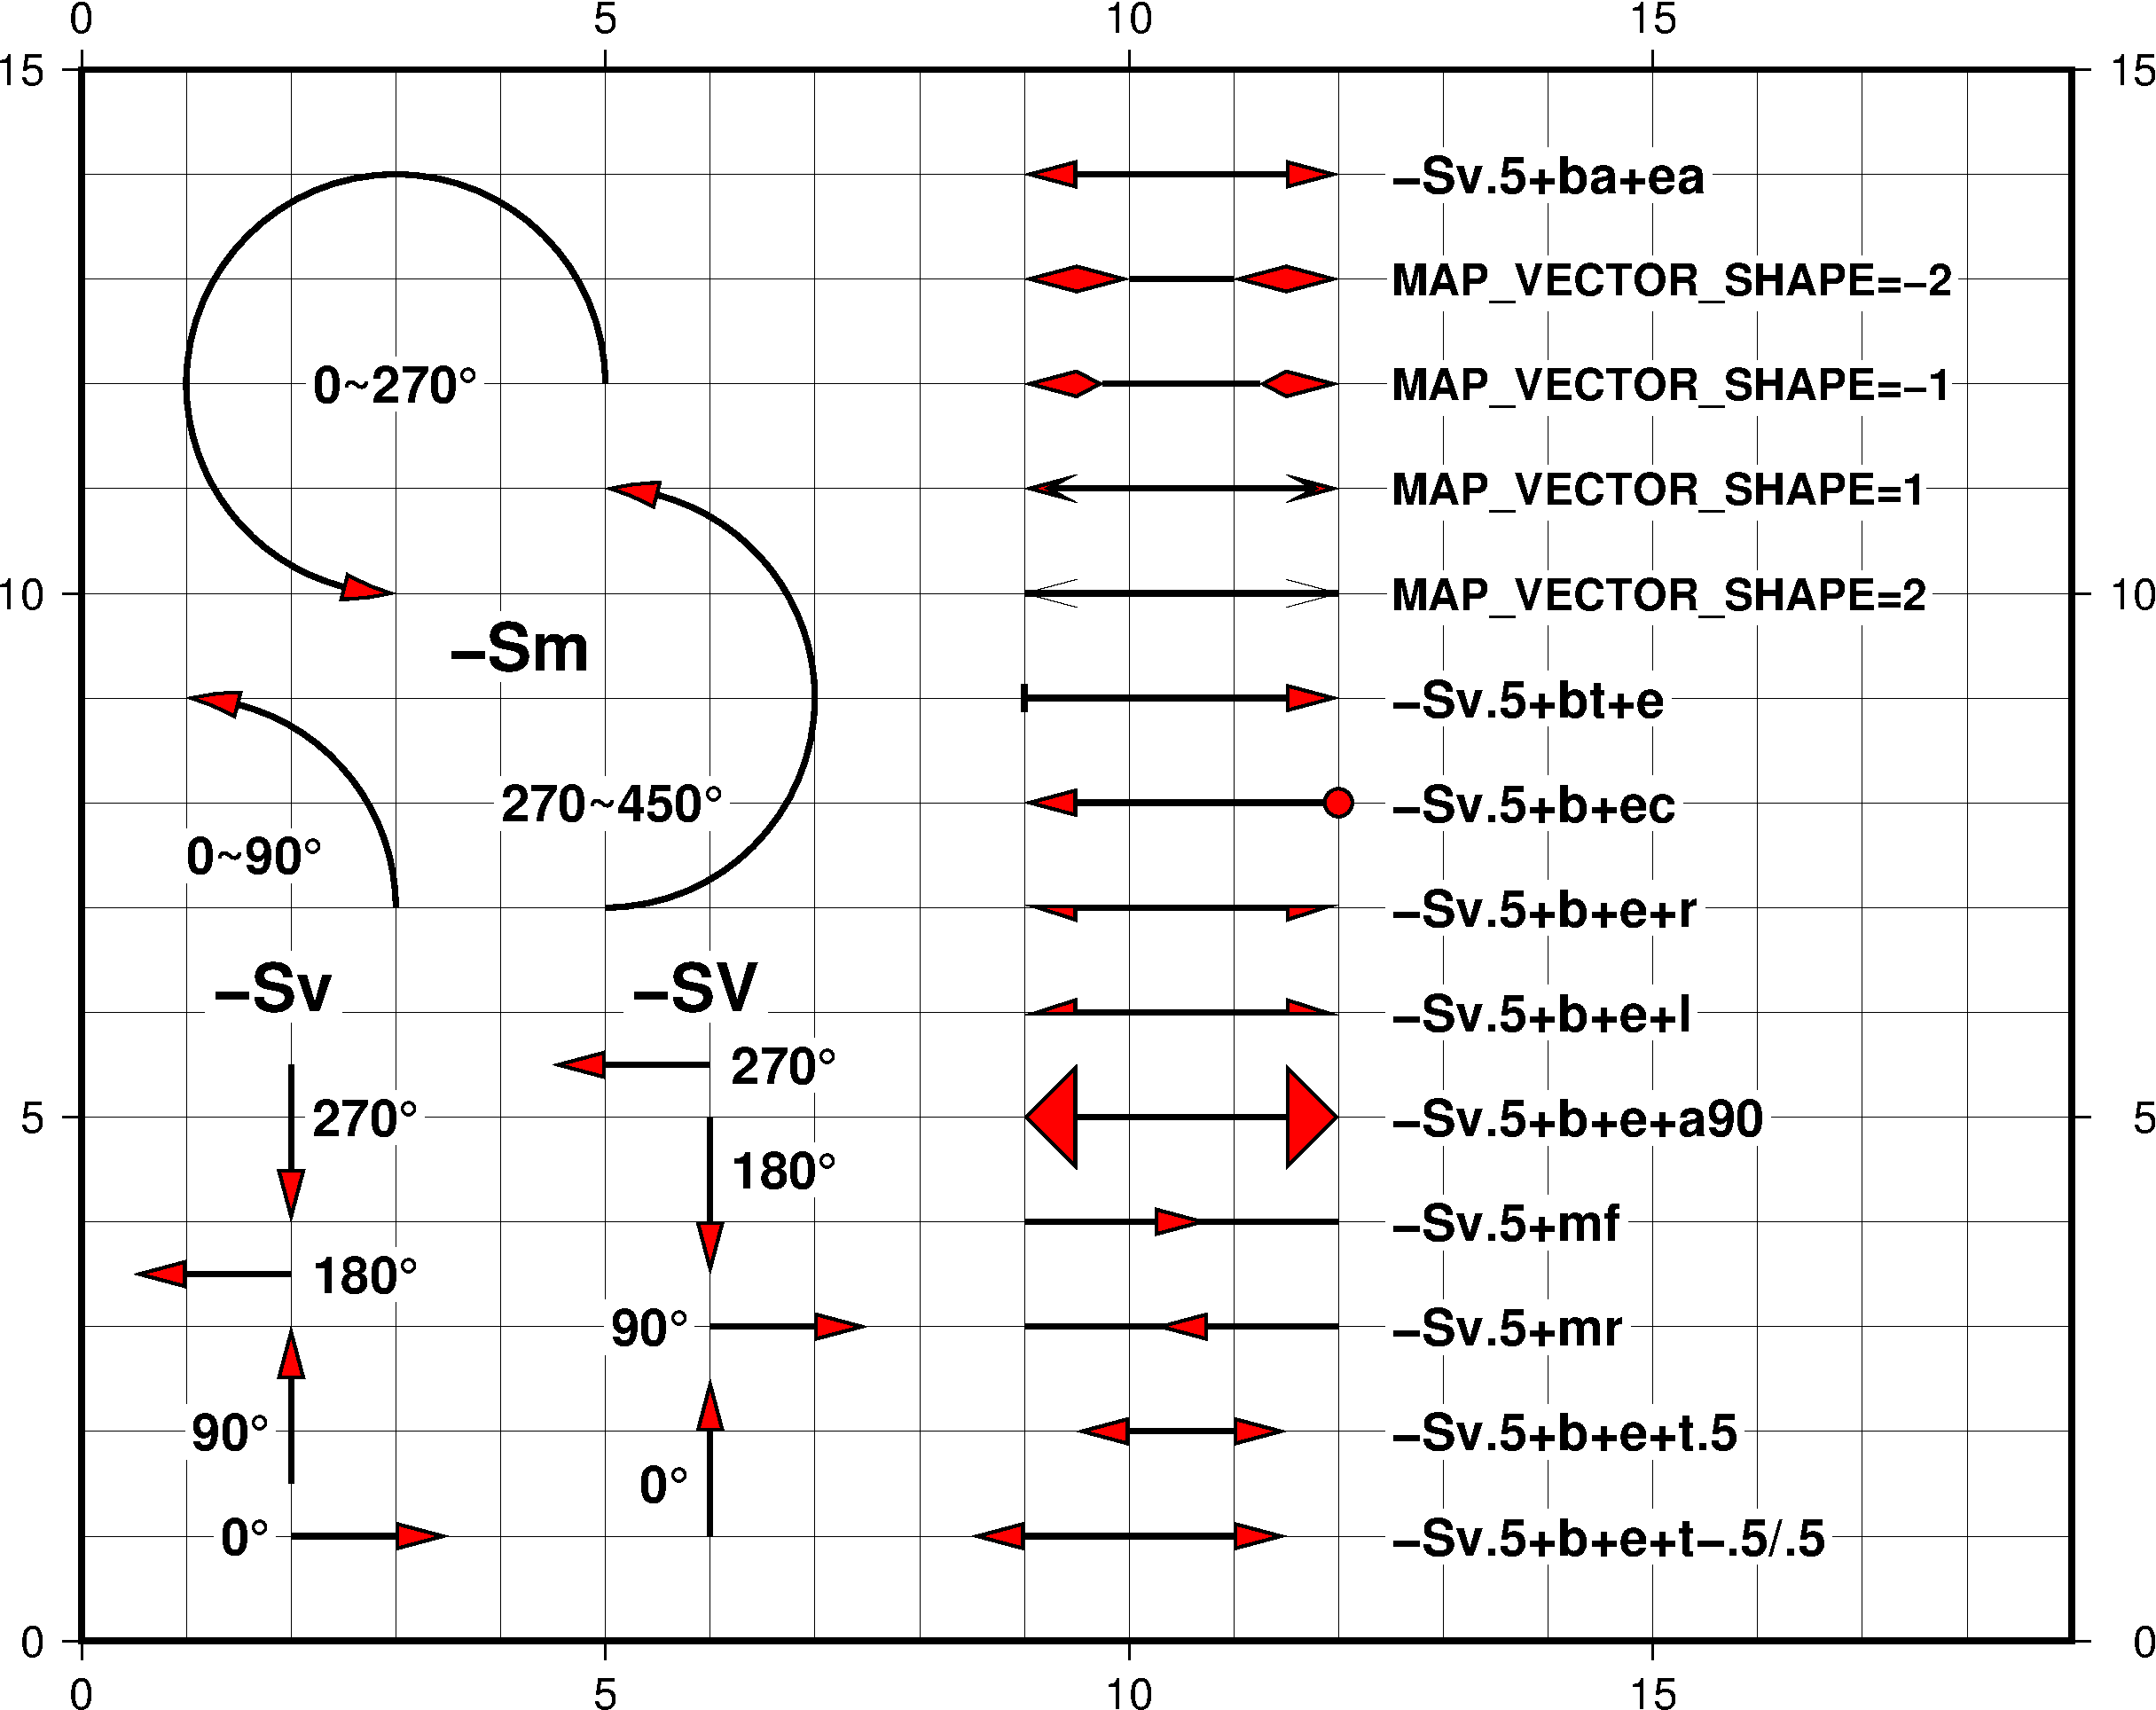 0 5 10 15
15 15
–Sv.5+ba+ea
MAP_VECTOR_SHAPE=–2
0~270° MAP_VECTOR_SHAPE=–1
MAP_VECTOR_SHAPE=1
10 MAP_VECTOR_SHAPE=2 10
–Sm
–Sv.5+bt+e
270~450° –Sv.5+b+ec
0~90°
–Sv.5+b+e+r
–Sv –SV
–Sv.5+b+e+l
270°
5 270° –Sv.5+b+e+a90 5
180°
–Sv.5+mf
180°
90° –Sv.5+mr
90° –Sv.5+b+e+t.5
0°
0° –Sv.5+b+e+t–.5/.5
0 0
0 5 10 15